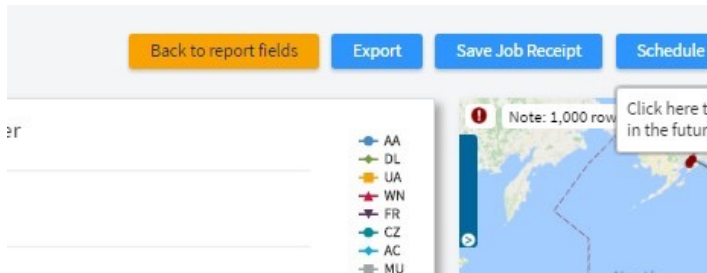 Back to report fields
Export
Save Job Receipt
Schedule
er
AA
DL
UA
WN
FR
CZ
AC
MU
Note: 1,000 row
Click here t
in the futur